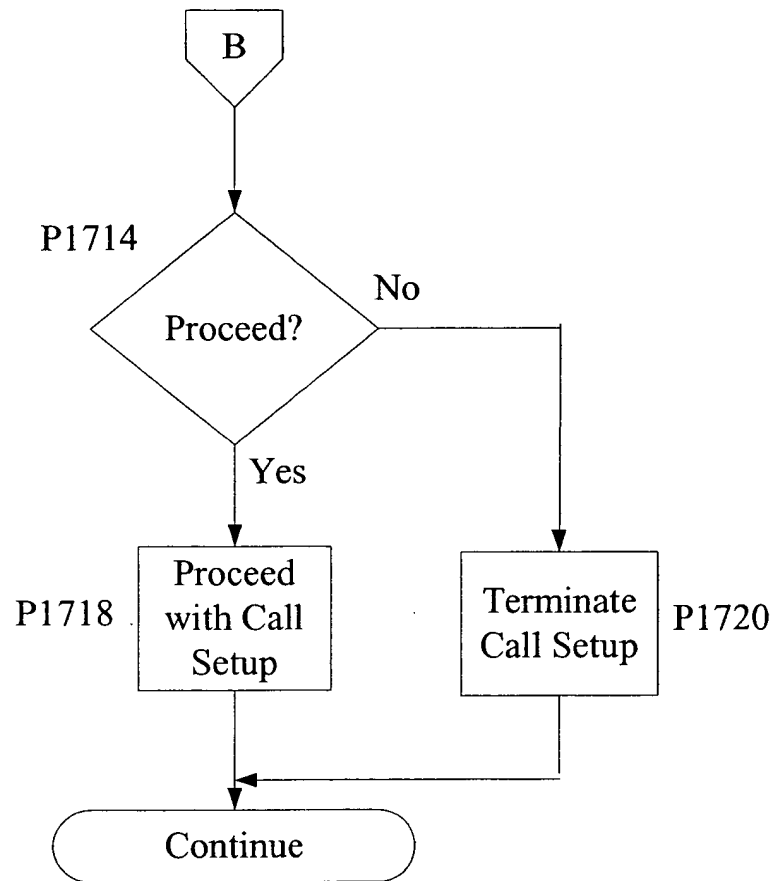 B
P1714
No
Proceed?
Yes
Proceed
with Call
Setup
P1718
Terminate
Call Setup
P1720
Continue